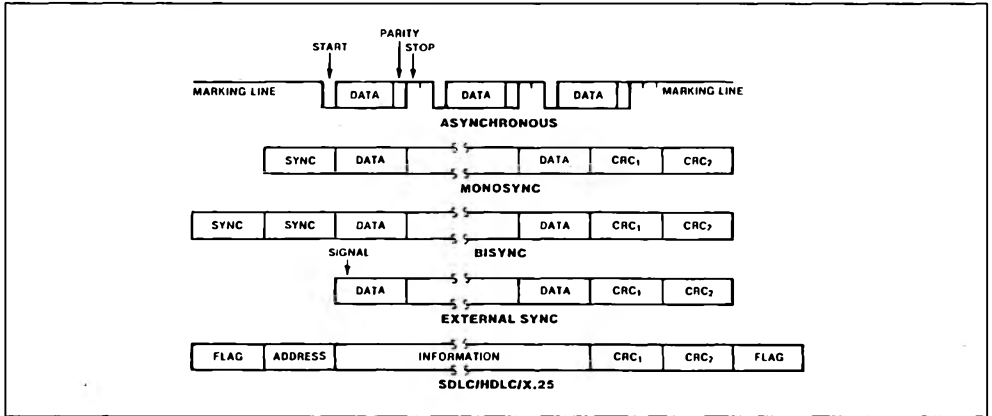 PARITY
START STOP
MARKING LINE DATA DATA DATA MARKING LINE
ASYNCHRONOUS
SYNC DATA DATA CRC₁ CRC₂
MONOSYNC
SYNC SYNC DATA DATA CRC₁ CRC₂
BISYNC
SIGNAL
DATA DATA CRC₁ CRC₂
EXTERNAL SYNC
FLAG ADDRESS INFORMATION CRC₁ CRC₂ FLAG
SDLC/HDLC/X.25